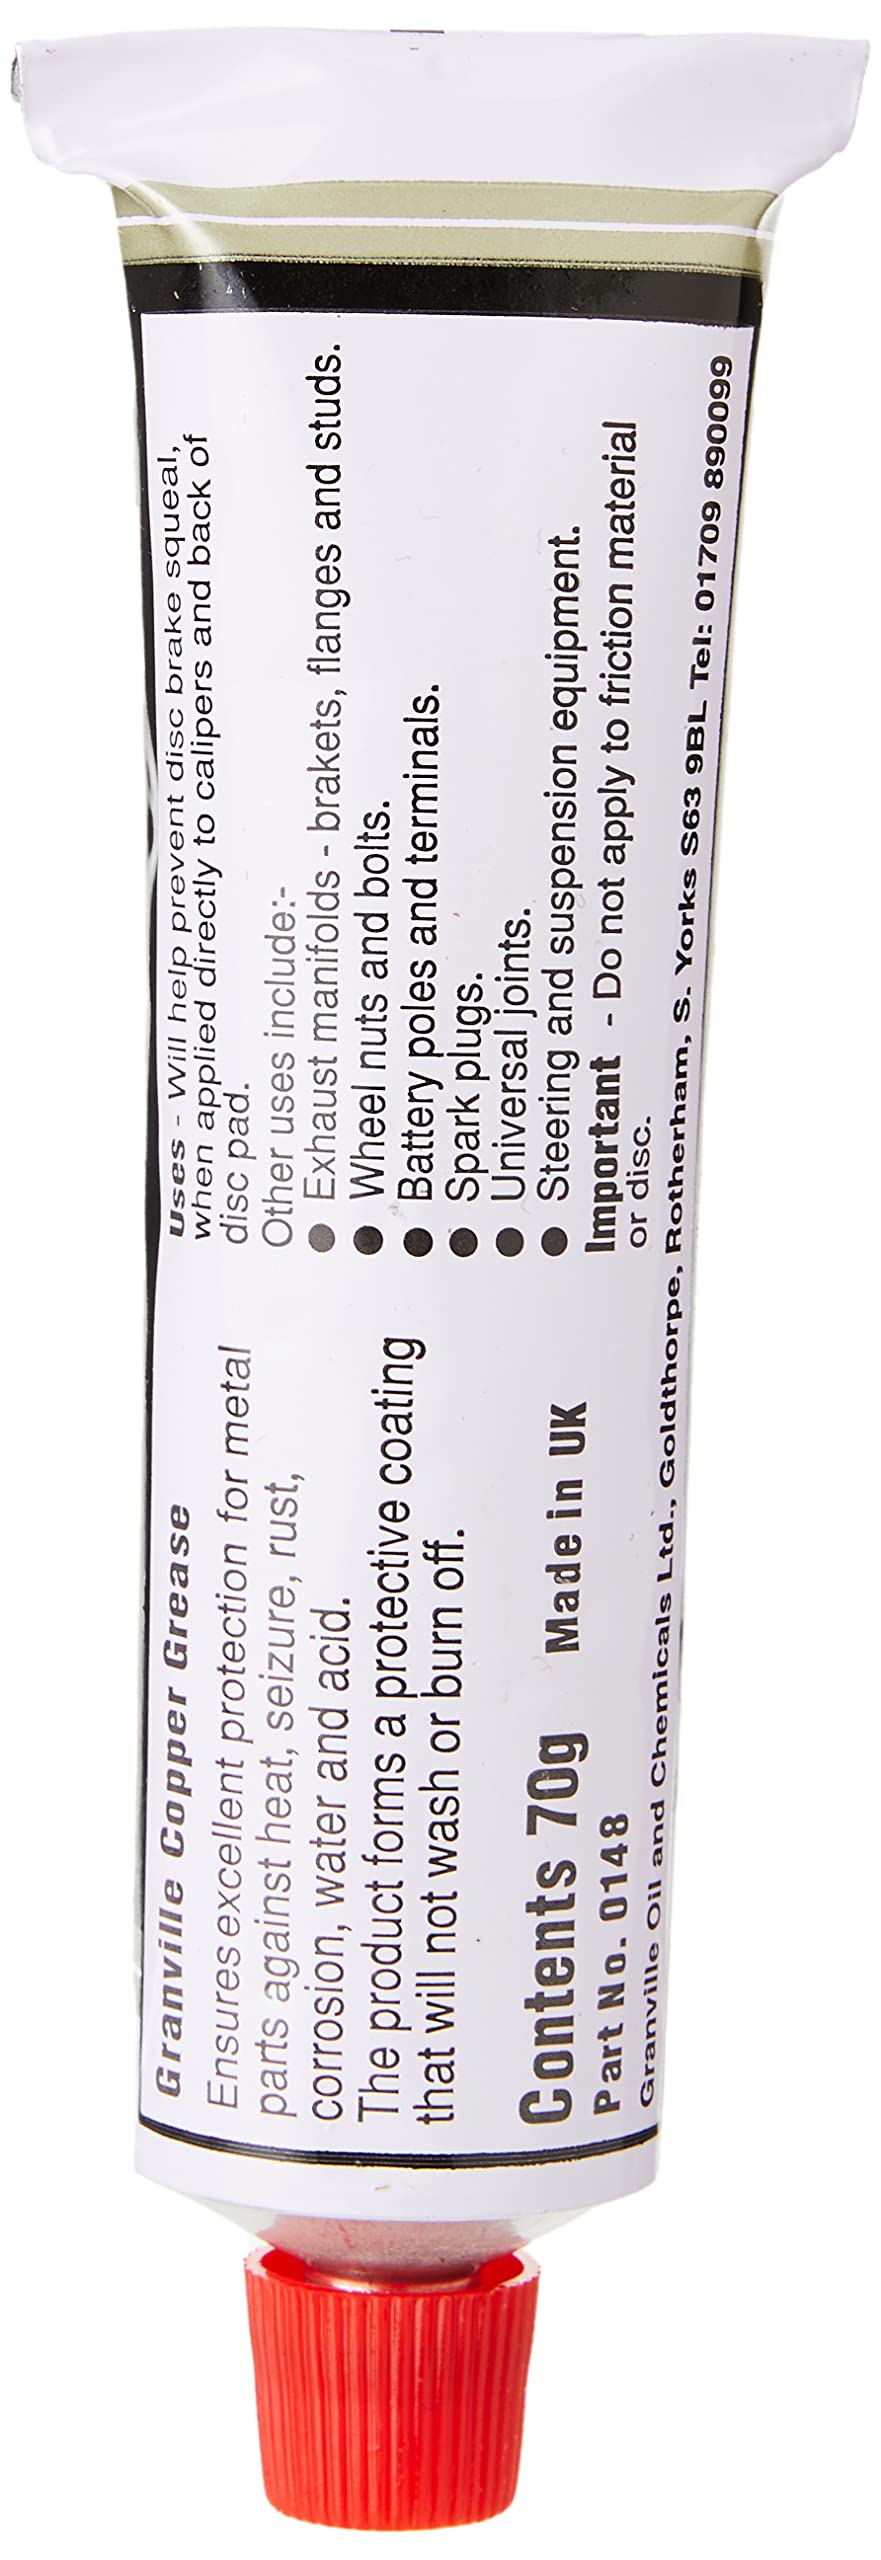 Granville Copper Grease
Ensures excellent protection for metal
parts against heat, seizure, rust,
corrosion, water and acid.
The product forms a protective coating
that will not wash or burn off.
Contents 70g Made in UK
Part No. 0148
Uses - Will help prevent disc brake squeal,
when applied directly to calipers and back of
disc pad.
Other uses include:-
● Exhaust manifolds - brakets, flanges and studs.
● Wheel nuts and bolts.
● Battery poles and terminals.
● Spark plugs.
● Universal joints.
● Steering and suspension equipment.
Important - Do not apply to friction material
or disc.
Granville Oil and Chemicals Ltd., Goldthorpe, Rotherham, S. Yorks S63 9BL Tel: 01709 890099